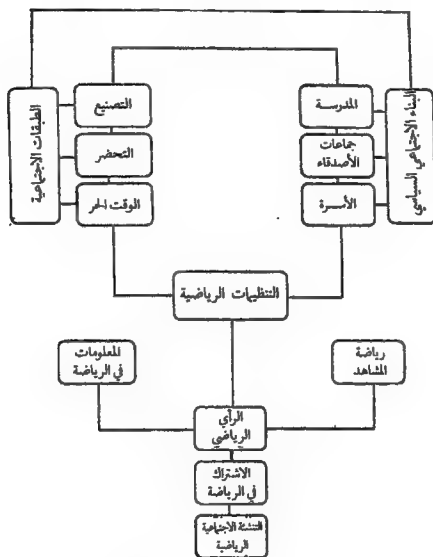 البناء الاجتماعي السياسي
المدرسة
جماعات
الأصدقاء
الأسرة
التصنيع
التحضر
الوقت الحر
الطبقات الاجتماعية
التنظيمات الرياضية
رياضة
المشاهد
المعلومات
في الرياضة
الرأي
الرياضي
الاشتراك
في الرياضة
التنشئة الاجتماعية
الرياضية